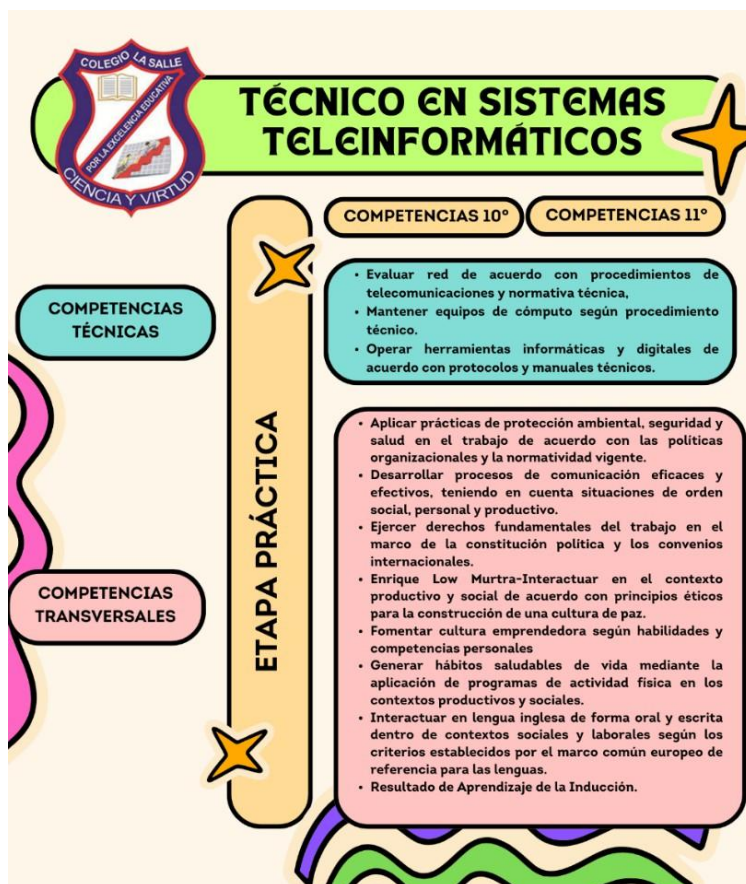 COLEGIO LA SALLE
POR LA EXCELENCIA EDUCATIVA
CIENCIA Y VIRTUD
TÉCNICO EN SISTEMAS
TELEINFORMÁTICOS
COMPETENCIAS 10°
COMPETENCIAS 11°
COMPETENCIAS
TÉCNICAS
• Evaluar red de acuerdo con procedimientos de
telecomunicaciones y normativa técnica,
• Mantener equipos de cómputo según procedimiento
técnico.
• Operar herramientas informáticas y digitales de
acuerdo con protocolos y manuales técnicos.
ETAPA PRÁCTICA
COMPETENCIAS
TRANSVERSALES
• Aplicar prácticas de protección ambiental, seguridad y
salud en el trabajo de acuerdo con las políticas
organizacionales y la normatividad vigente.
• Desarrollar procesos de comunicación eficaces y
efectivos, teniendo en cuenta situaciones de orden
social, personal y productivo.
• Ejercer derechos fundamentales del trabajo en el
marco de la constitución política y los convenios
internacionales.
• Enrique Low Murtra-Interactuar en el contexto
productivo y social de acuerdo con principios éticos
para la construcción de una cultura de paz.
• Fomentar cultura emprendedora según habilidades y
competencias personales
• Generar hábitos saludables de vida mediante la
aplicación de programas de actividad física en los
contextos productivos y sociales.
• Interactuar en lengua inglesa de forma oral y escrita
dentro de contextos sociales y laborales según los
criterios establecidos por el marco común europeo de
referencia para las lenguas.
• Resultado de Aprendizaje de la Inducción.